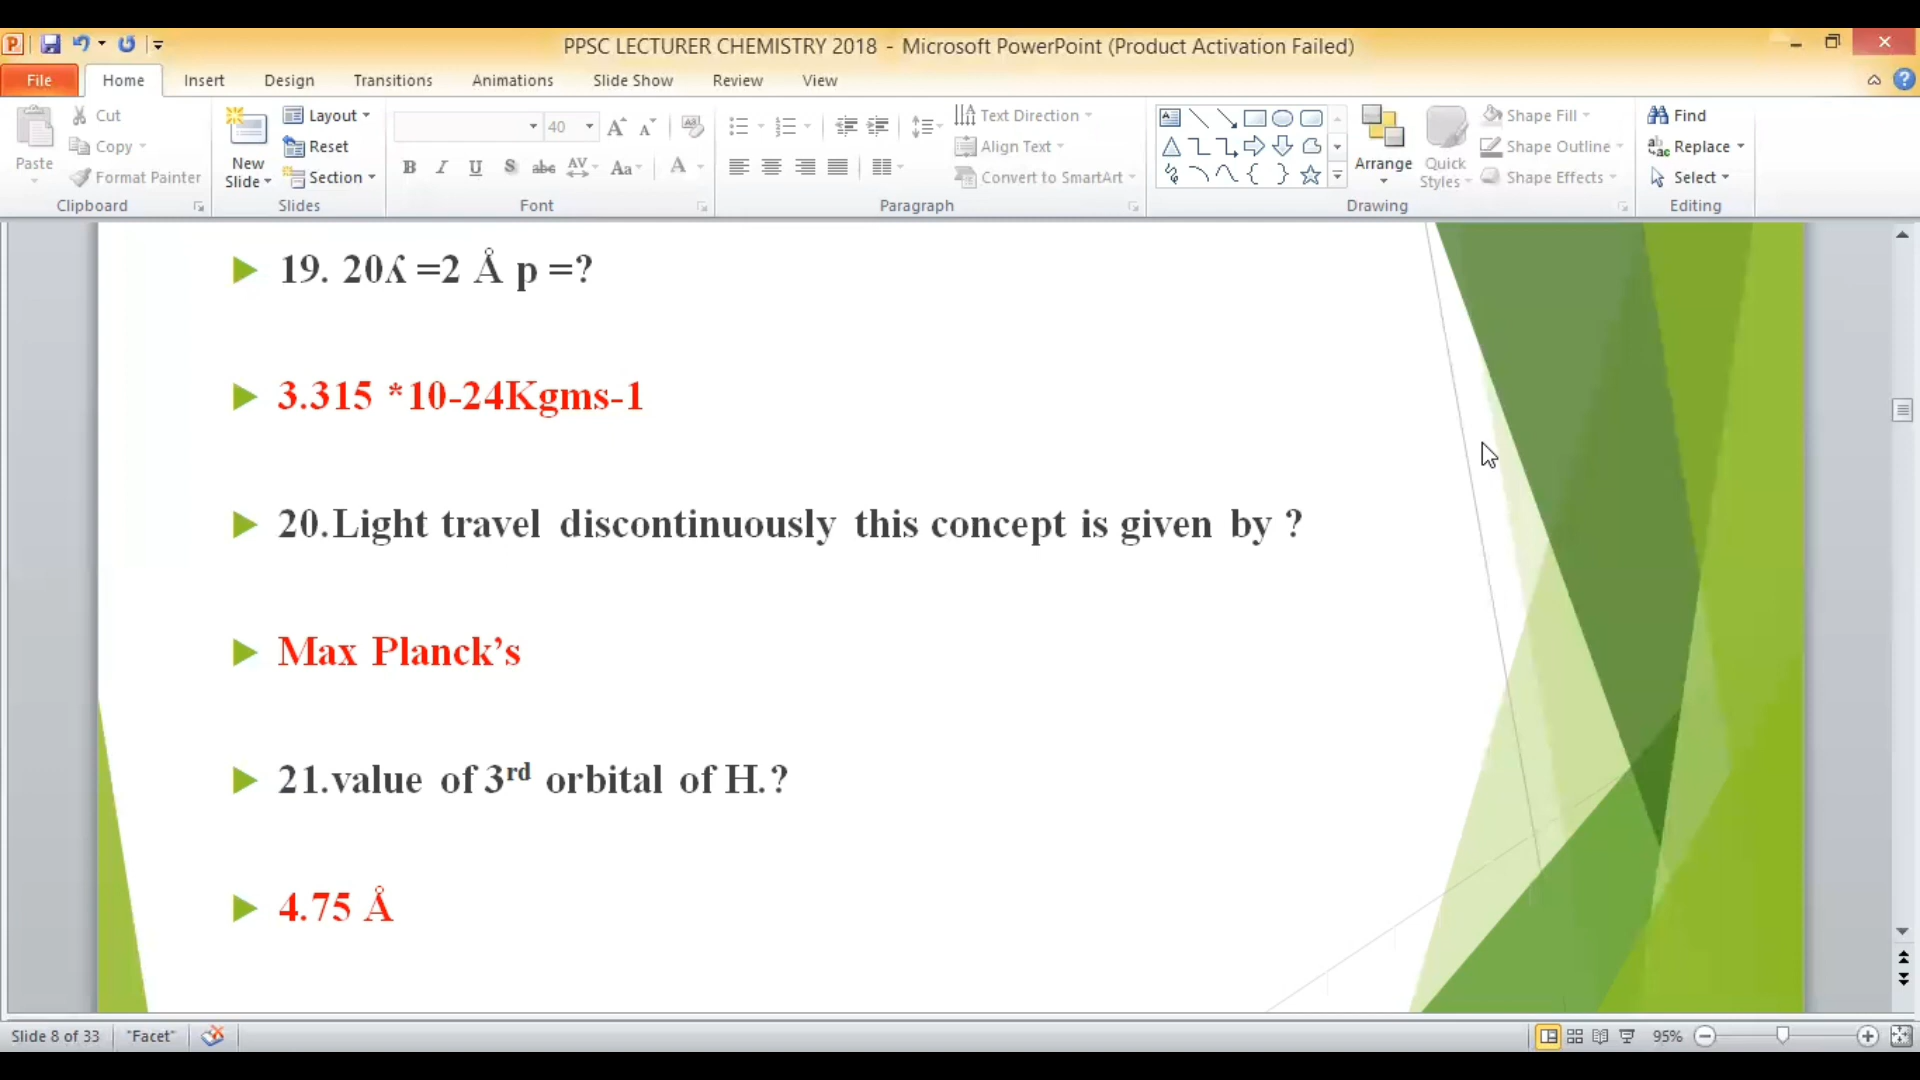 PPSC LECTURER CHEMISTRY 2018 - Microsoft PowerPoint (Product Activation Failed)
File Home Insert Design Transitions Animations Slide Show Review View
Paste
Cut
Copy
Format Painter
Clipboard
New Slide
Layout
Reset
Section
Slides
40
B I U S abc AV Aa A
Font
Text Direction
Align Text
Convert to SmartArt
Paragraph
Arrange
Quick Styles
Shape Fill
Shape Outline
Shape Effects
Drawing
Find
Replace
Select
Editing
19. 20ʎ =2 Å p =?
3.315 *10-24Kgms-1
20.Light travel discontinuously this concept is given by ?
Max Planck’s
21.value of 3rd orbital of H.?
4.75 Å
Slide 8 of 33 "Facet" 95%